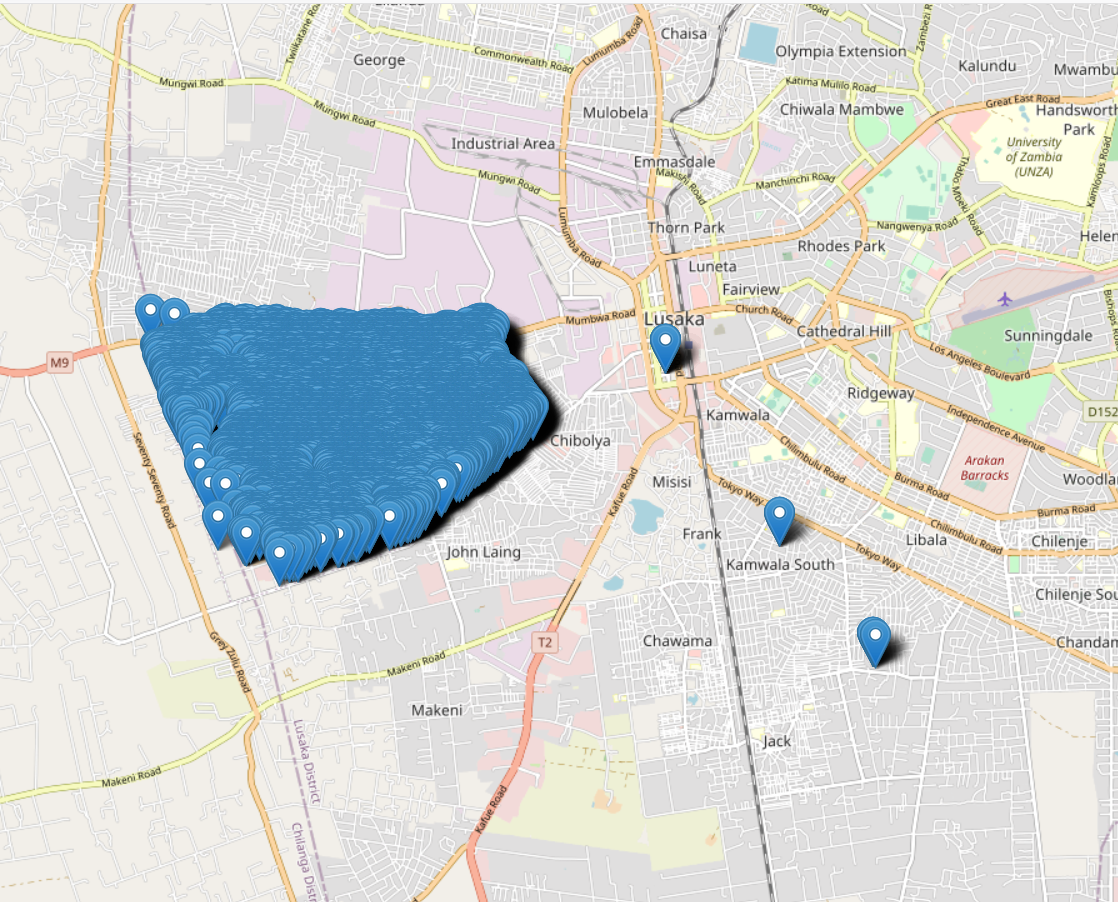 Chaisa
Twiikatane Ro
Lumumba Road
Olympia Extension
Zambezi R
George
Commonwealth Road
Kalundu
Mwambu
Mungwi Road
Katima Mulilo Road
Great East Road
Mungwi Road
Mulobela
Chiwala Mambwe
Handsworth
Park
Industrial Area
University
of Zambia
(UNZA)
Kamloops Road
Emmasdale
Makishi Road
Mungwi Road
Manchinchi Road
Thabo Mbeki Road
Lumumba Road
Thorn Park
Nangwenya Road
Rhodes Park
Helen
Luneta
Fairview
Mumbwa Road
Lusaka
Church Road
Cathedral Hill
Sunningdale
M9
Los Angeles Boulevard
Ridgeway
Kamwala
Independence Avenue
D152
Seventy Seventy Road
Chibolya
Chilimbulu Road
Arakan
Barracks
Kafue Road
Misisi
Tokyo Way
Burma Road
Woodlan
Burma Road
Frank
Chilimbulu Road
Libala
Chilenje
John Laing
Kamwala South
Tokyo Way
Chilenje Sou
T2
Chawama
Chandam
Grey Zulu Road
Makeni Road
Makeni
Jack
Lusaka District
Makeni Road
Kafue Road
Chilanga Distr